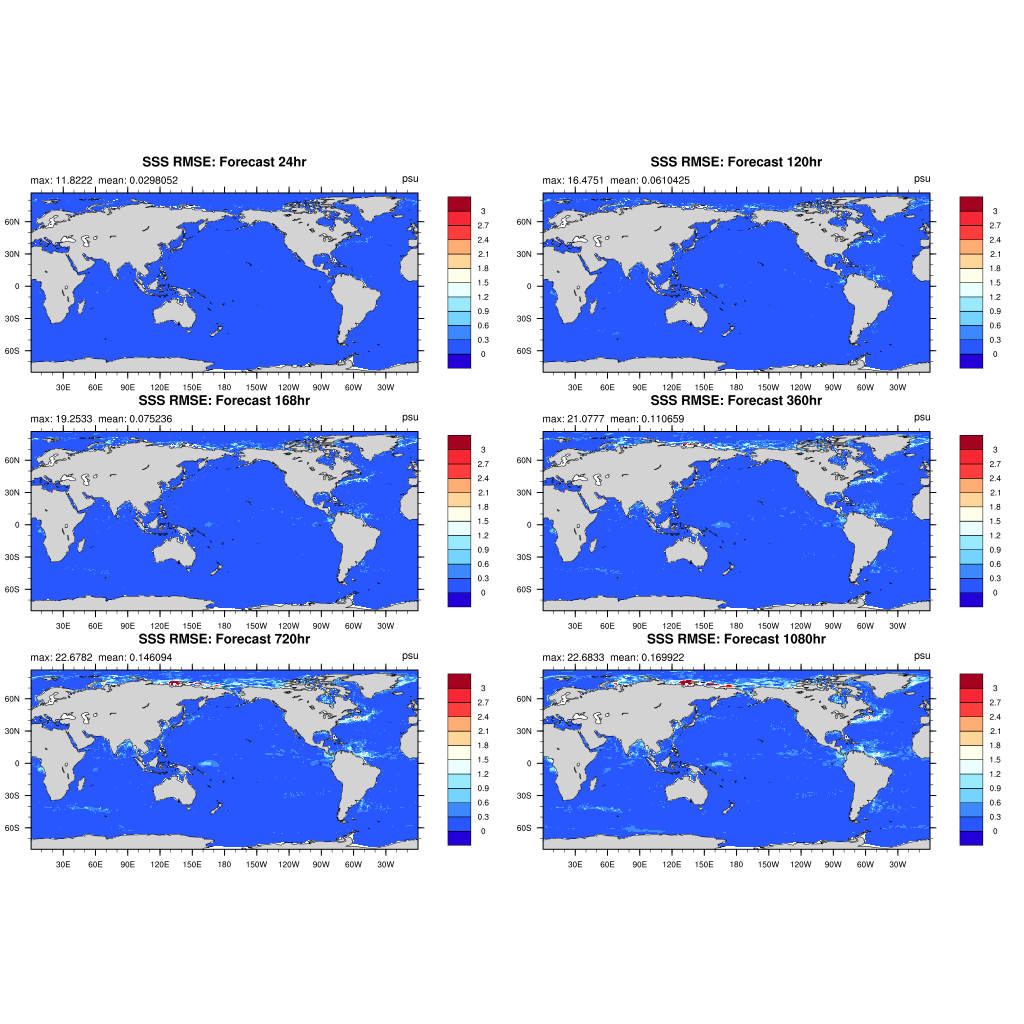 SSS RMSE: Forecast 24hr
max: 11.8222 mean: 0.0298052 psu
60N
30N
0
30S
60S
30E 60E 90E 120E 150E 180 150W 120W 90W 60W 30W
3
2.7
2.4
2.1
1.8
1.5
1.2
0.9
0.6
0.3
0
SSS RMSE: Forecast 120hr
max: 16.4751 mean: 0.0610425 psu
60N
30N
0
30S
60S
30E 60E 90E 120E 150E 180 150W 120W 90W 60W 30W
3
2.7
2.4
2.1
1.8
1.5
1.2
0.9
0.6
0.3
0
SSS RMSE: Forecast 168hr
max: 19.2533 mean: 0.075236 psu
60N
30N
0
30S
60S
30E 60E 90E 120E 150E 180 150W 120W 90W 60W 30W
3
2.7
2.4
2.1
1.8
1.5
1.2
0.9
0.6
0.3
0
SSS RMSE: Forecast 360hr
max: 21.0777 mean: 0.110659 psu
60N
30N
0
30S
60S
30E 60E 90E 120E 150E 180 150W 120W 90W 60W 30W
3
2.7
2.4
2.1
1.8
1.5
1.2
0.9
0.6
0.3
0
SSS RMSE: Forecast 720hr
max: 22.6782 mean: 0.146094 psu
60N
30N
0
30S
60S
30E 60E 90E 120E 150E 180 150W 120W 90W 60W 30W
3
2.7
2.4
2.1
1.8
1.5
1.2
0.9
0.6
0.3
0
SSS RMSE: Forecast 1080hr
max: 22.6833 mean: 0.169922 psu
60N
30N
0
30S
60S
30E 60E 90E 120E 150E 180 150W 120W 90W 60W 30W
3
2.7
2.4
2.1
1.8
1.5
1.2
0.9
0.6
0.3
0